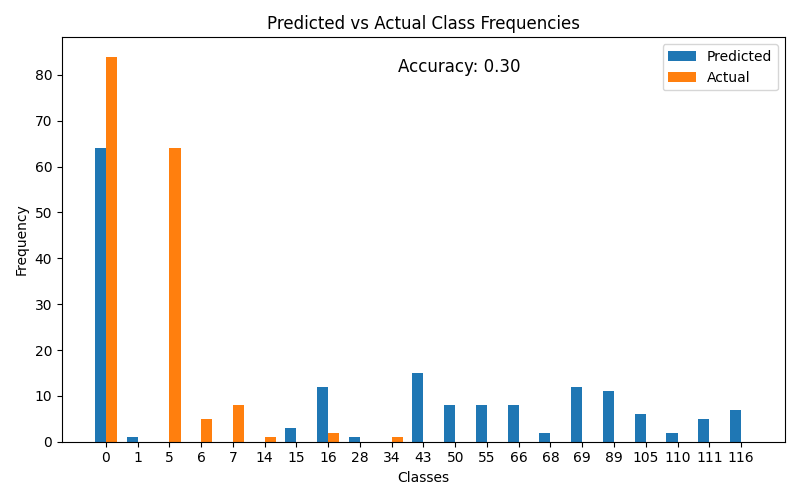 Predicted vs Actual Class Frequencies
Accuracy: 0.30
Predicted
Actual
Frequency
80
70
60
50
40
30
20
10
0
0 1 5 6 7 14 15 16 28 34 43 50 55 66 68 69 89 105 110 111 116
Classes